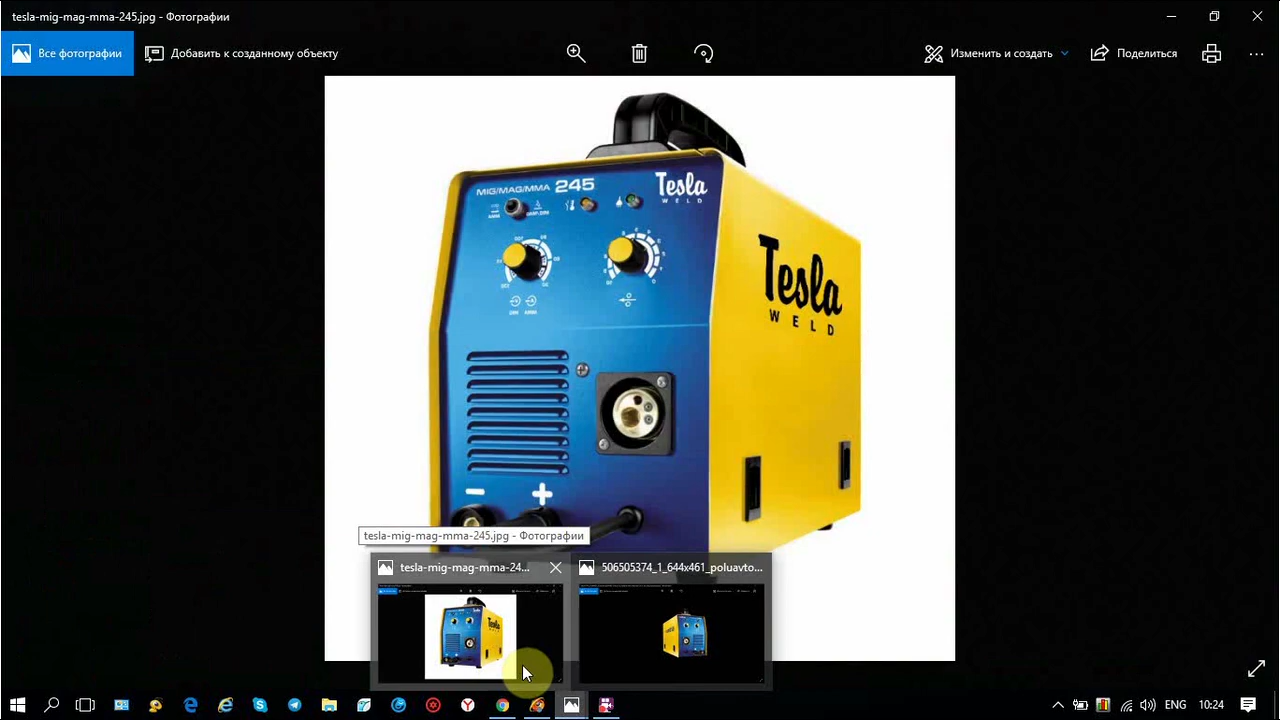 tesla-mig-mag-mma-245.jpg - Фотографии
Все фотографии
Добавить к созданному объекту
Изменить и создать
Поделиться
MIG/MAG/MMA 245
Tesla
WELD
Tesla
WELD
tesla-mig-mag-mma-245.jpg - Фотографии
tesla-mig-mag-mma-24...
506505374_1_644x461_poluavto...
ENG
10:24